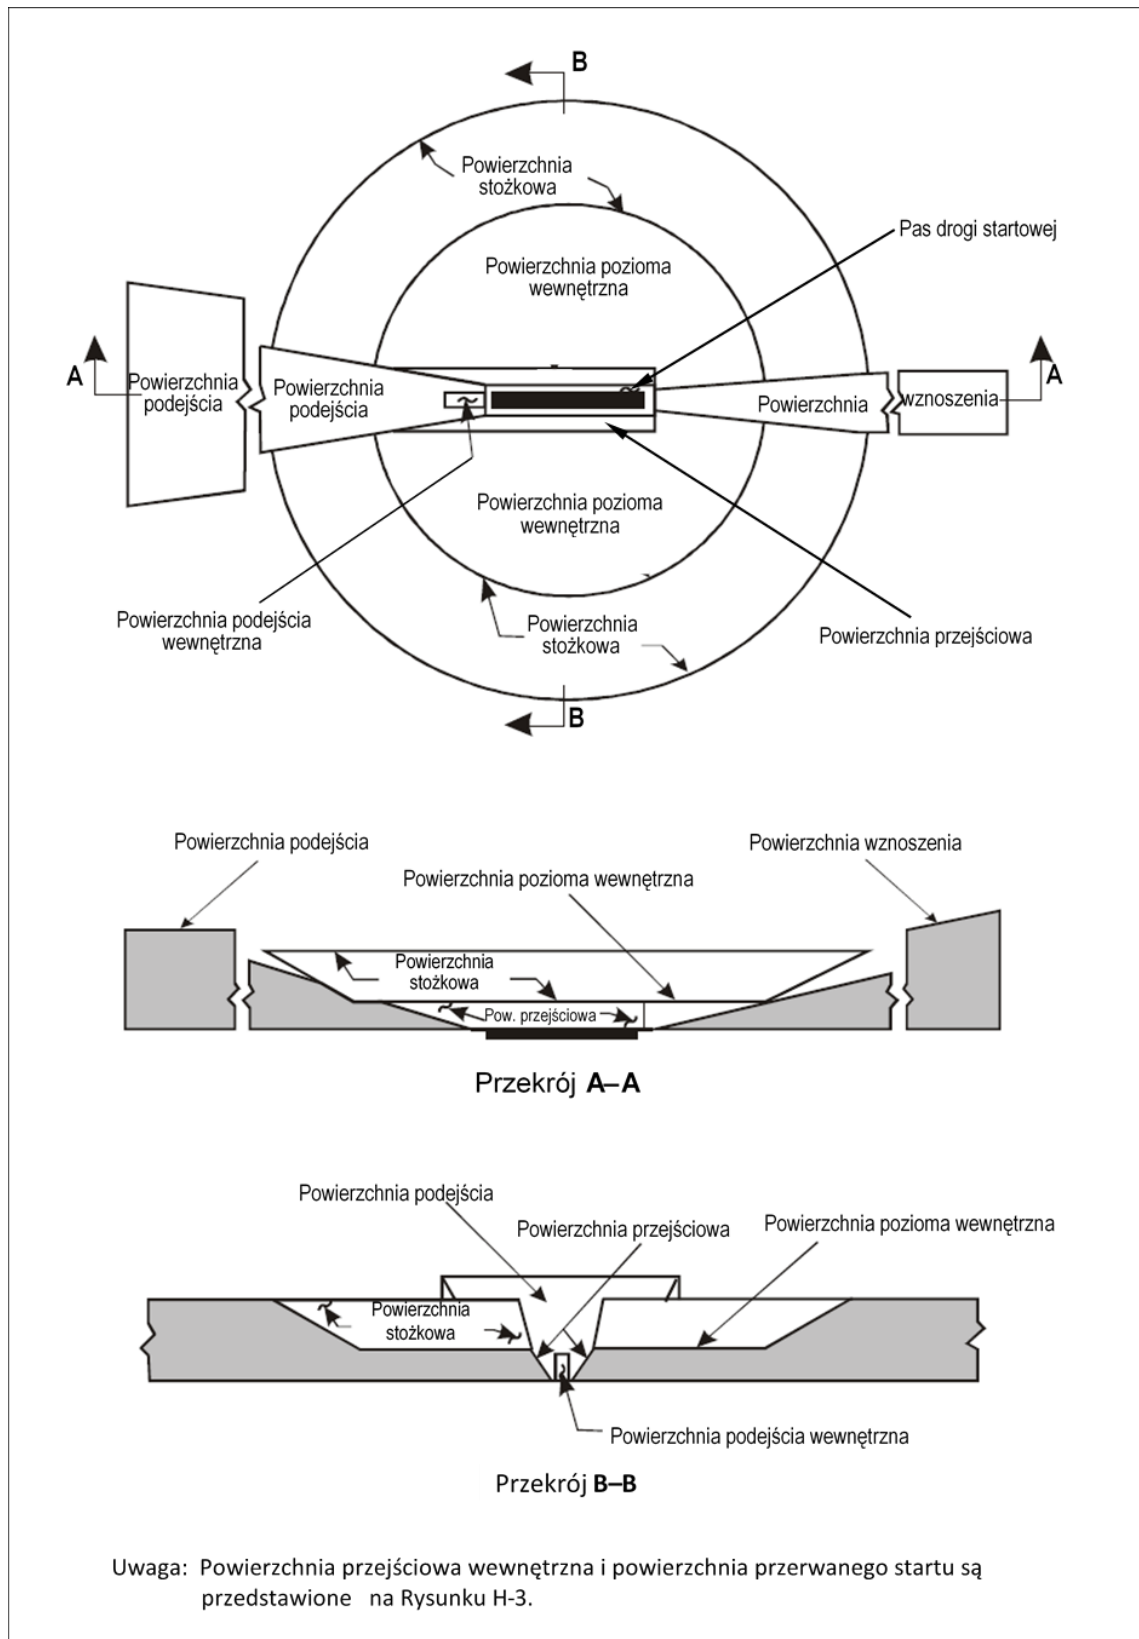 B
Powierzchnia
stożkowa
Pas drogi startowej
Powierzchnia pozioma
wewnętrzna
A
Powierzchnia
podejścia
Powierzchnia
podejścia
Powierzchnia
wznoszenia
A
Powierzchnia pozioma
wewnętrzna
Powierzchnia podejścia
wewnętrzna
Powierzchnia
stożkowa
Powierzchnia przejściowa
B
Powierzchnia podejścia
Powierzchnia wznoszenia
Powierzchnia pozioma wewnętrzna
Powierzchnia
stożkowa
Pow. przejściowa
Przekrój A–A
Powierzchnia podejścia
Powierzchnia przejściowa
Powierzchnia pozioma wewnętrzna
Powierzchnia
stożkowa
Powierzchnia podejścia wewnętrzna
Przekrój B–B
Uwaga: Powierzchnia przejściowa wewnętrzna i powierzchnia przerwanego startu są
przedstawione na Rysunku H-3.